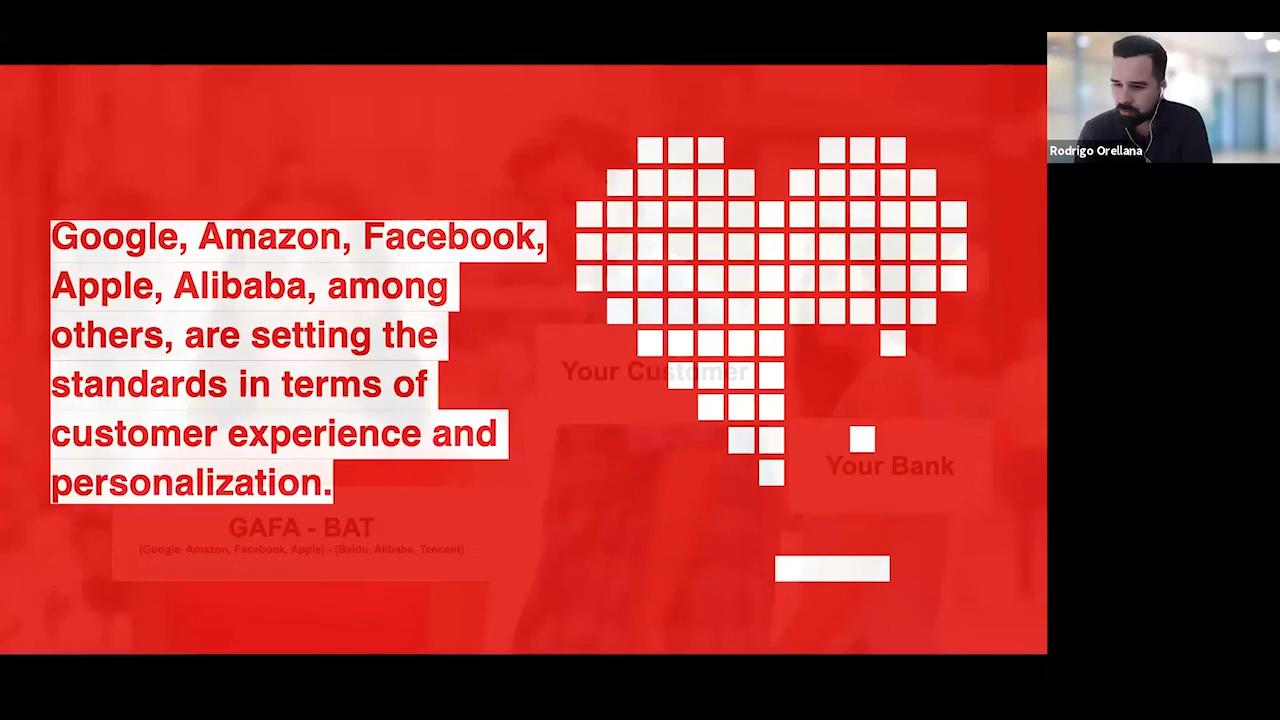 Google, Amazon, Facebook,
Apple, Alibaba, among
others, are setting the
standards in terms of
customer experience and
personalization.
Your Customer
Your Bank
GAFA - BAT
(Google, Amazon, Facebook, Apple) - (Baidu, Alibaba, Tencent)
Rodrigo Orellana